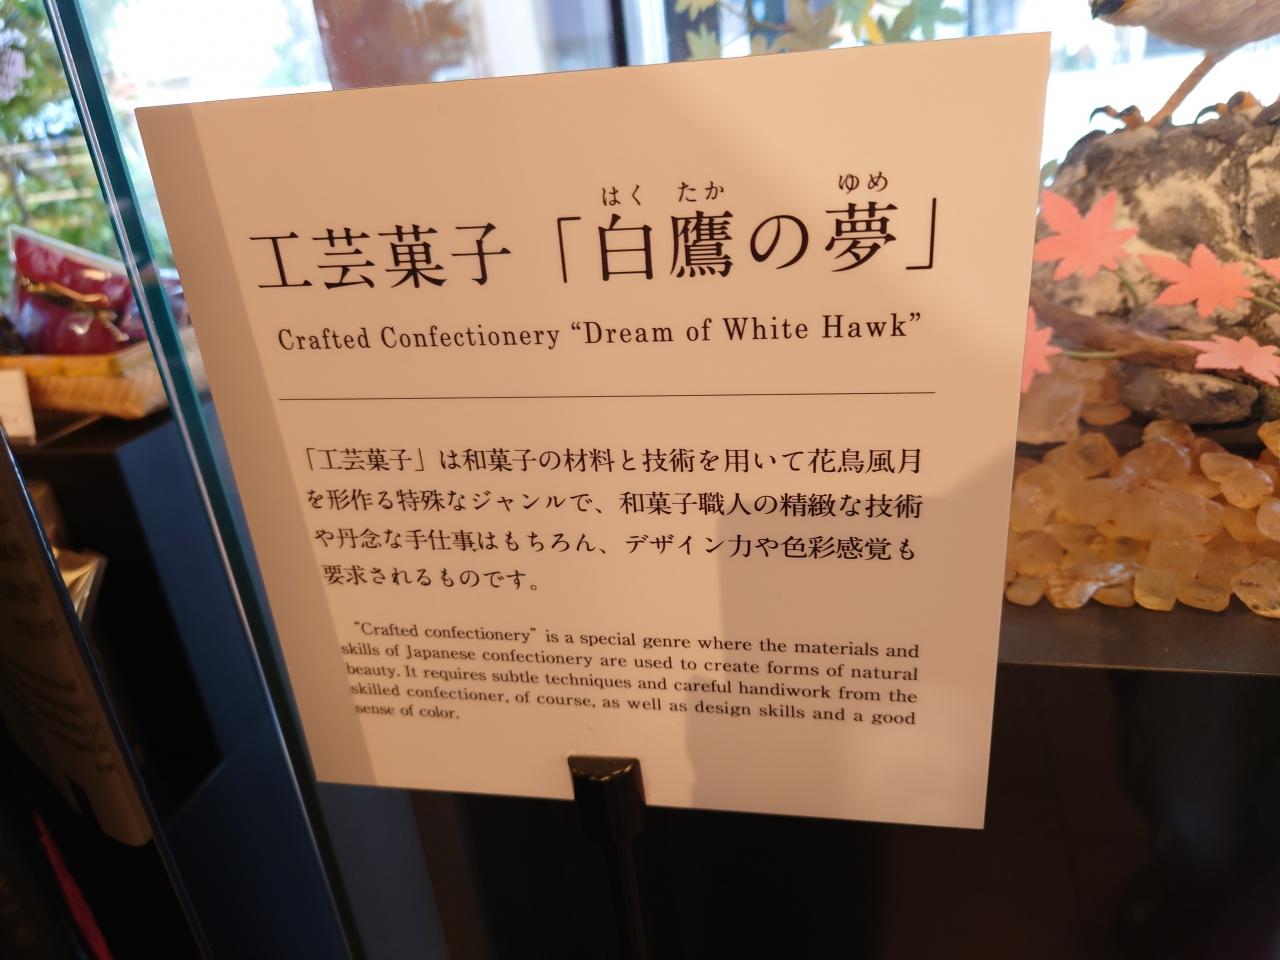 はく たか ゆめ
工芸菓子「白鷹の夢」
Crafted Confectionery “Dream of White Hawk”
「工芸菓子」は和菓子の材料と技術を用いて花鳥風月
を形作る特殊なジャンルで、和菓子職人の精緻な技術
や丹念な手仕事はもちろん、デザイン力や色彩感覚も
要求されるものです。
“Crafted confectionery” is a special genre where the materials and
skills of Japanese confectionery are used to create forms of natural
beauty. It requires subtle techniques and careful handiwork from the
skilled confectioner, of course, as well as design skills and a good
sense of color.